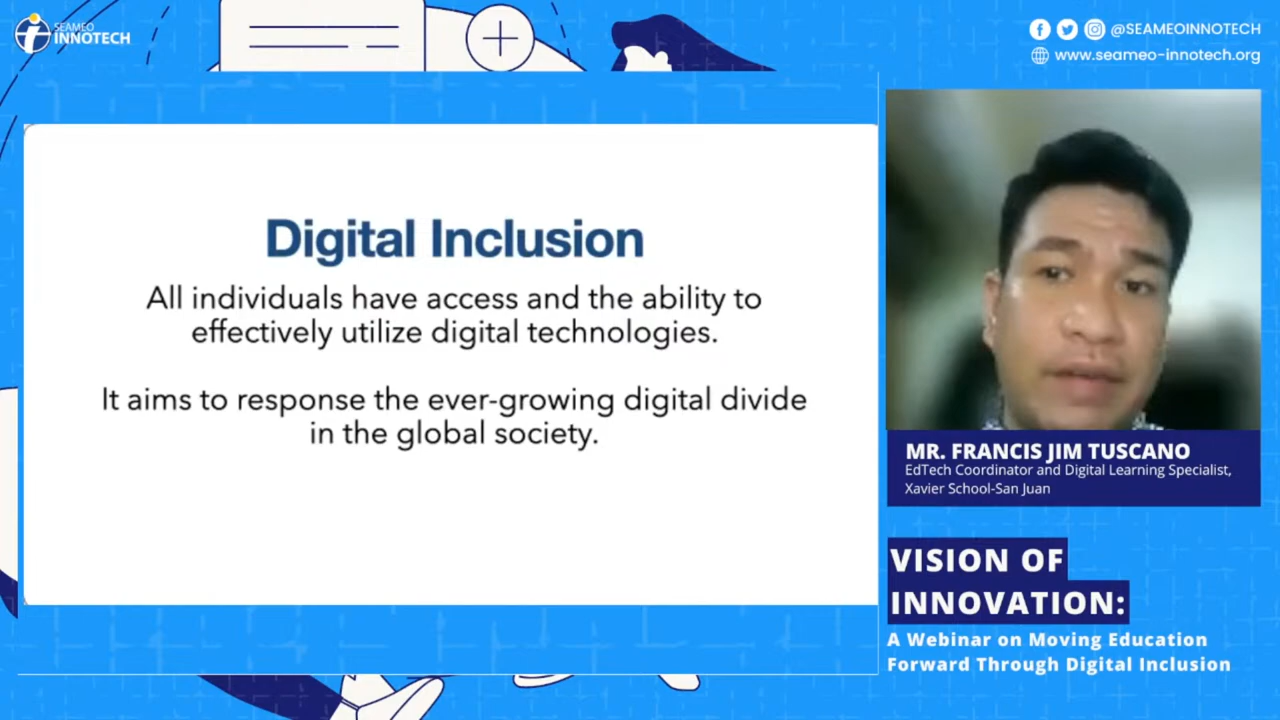 SEAMEO
INNOTECH
@SEAMEOINNOTECH
www.seameo-innotech.org
Digital Inclusion
All individuals have access and the ability to
effectively utilize digital technologies.
It aims to response the ever-growing digital divide
in the global society.
MR. FRANCIS JIM TUSCANO
EdTech Coordinator and Digital Learning Specialist,
Xavier School-San Juan
VISION OF
INNOVATION:
A Webinar on Moving Education
Forward Through Digital Inclusion